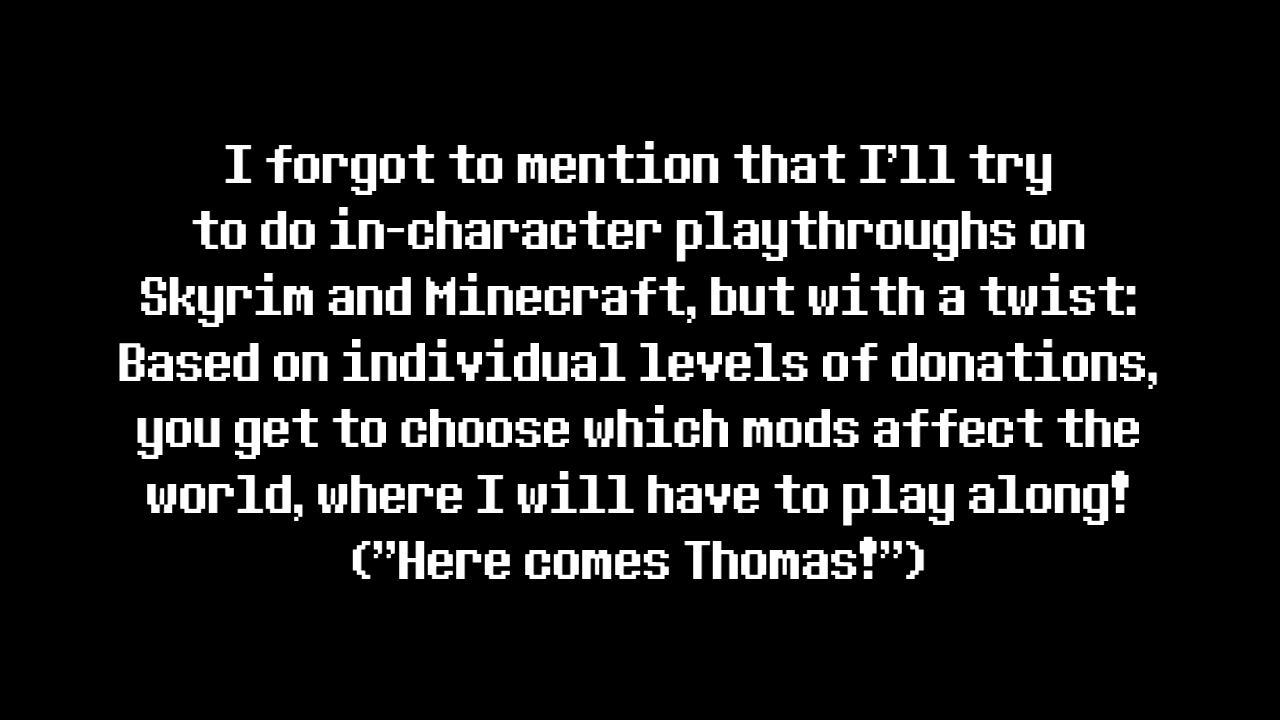 I forgot to mention that I'll try
to do in-character playthroughs on
Skyrim and Minecraft, but with a twist:
Based on individual levels of donations,
you get to choose which mods affect the
world, where I will have to play along!
("Here comes Thomas!")